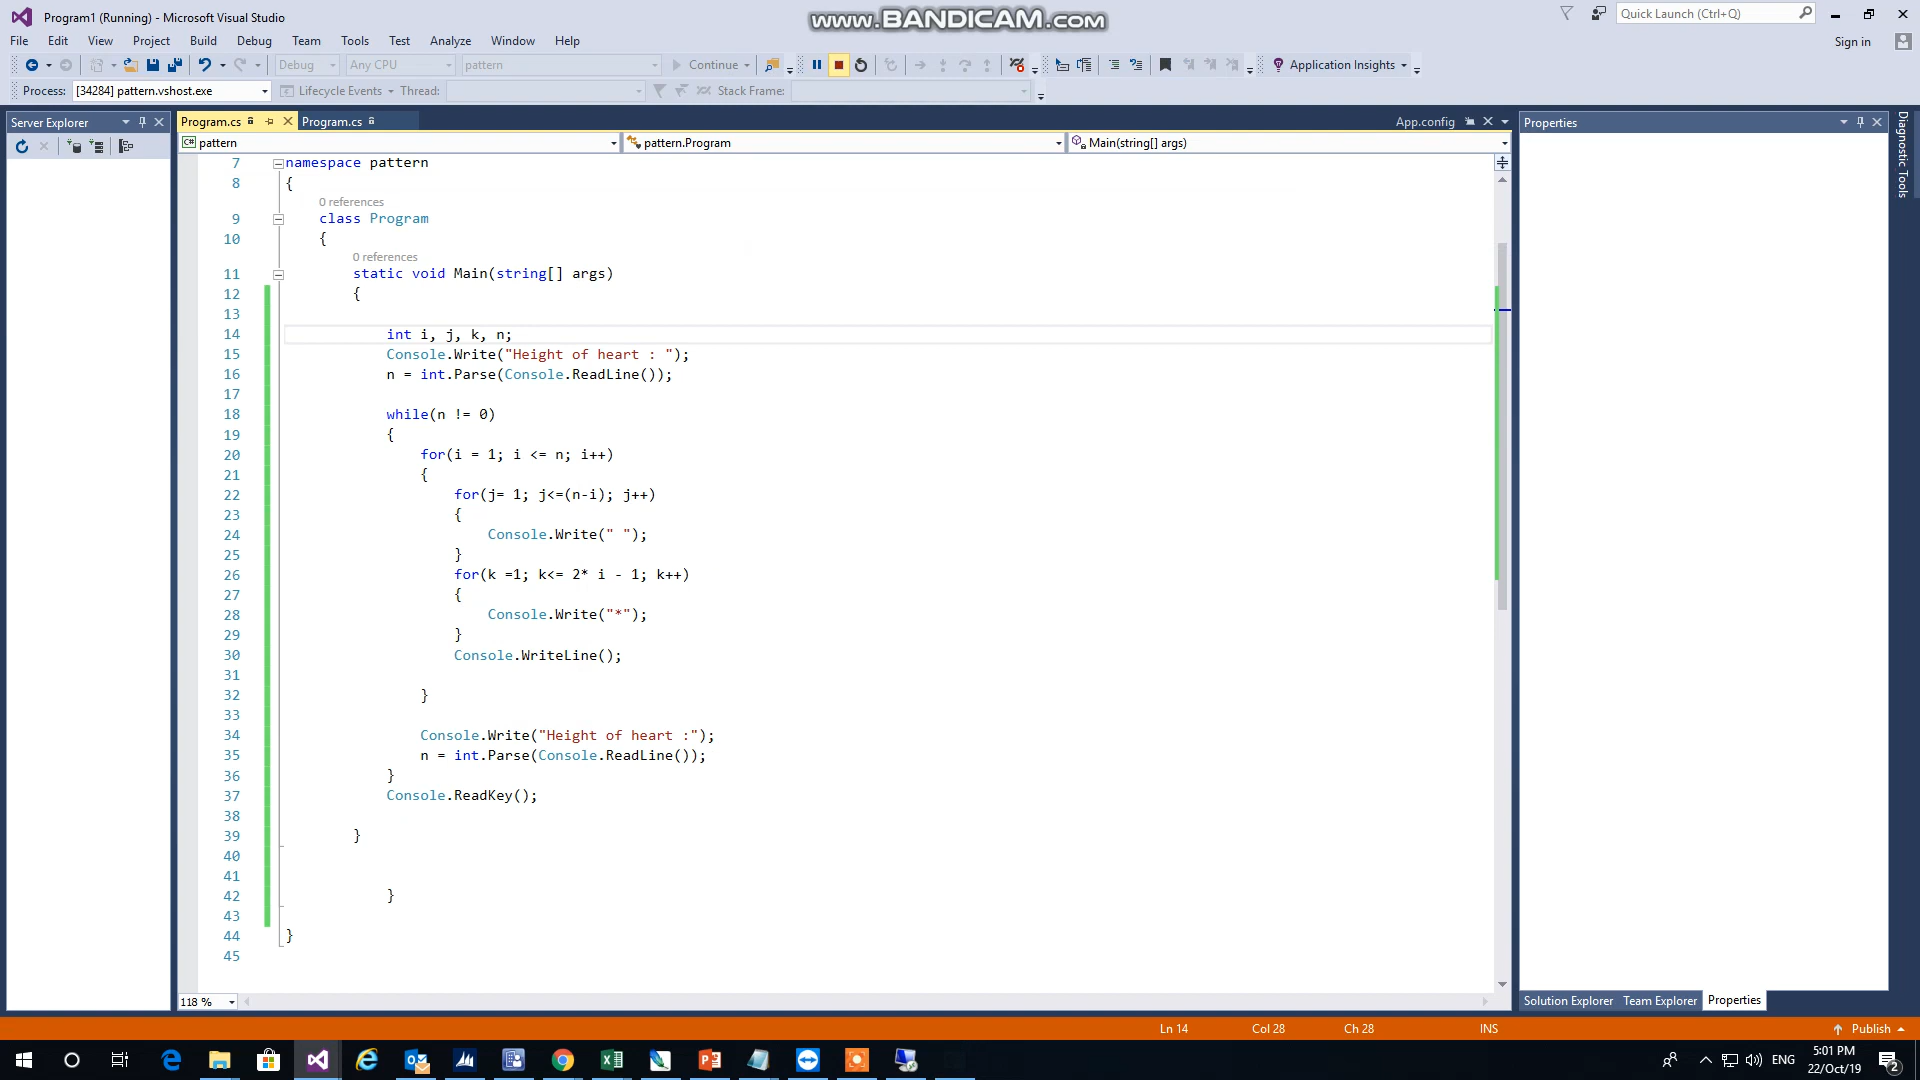 Program1 (Running) - Microsoft Visual Studio
www.BANDICAM.com
Quick Launch (Ctrl+Q)
File Edit View Project Build Debug Team Tools Test Analyze Window Help
Sign in
Debug Any CPU pattern Continue Application Insights
Process: [34284] pattern.vshost.exe Lifecycle Events Thread: Stack Frame:
Server Explorer
Program.cs Program.cs App.config
Properties
Diagnostic Tools
C# pattern pattern.Program Main(string[] args)
7 namespace pattern
8 {
0 references
9 class Program
10 {
0 references
11 static void Main(string[] args)
12 {
13
14 int i, j, k, n;
15 Console.Write("Height of heart : ");
16 n = int.Parse(Console.ReadLine());
17
18 while(n != 0)
19 {
20 for(i = 1; i <= n; i++)
21 {
22 for(j= 1; j<=(n-i); j++)
23 {
24 Console.Write(" ");
25 }
26 for(k =1; k<= 2* i - 1; k++)
27 {
28 Console.Write("*");
29 }
30 Console.WriteLine();
31
32 }
33
34 Console.Write("Height of heart :");
35 n = int.Parse(Console.ReadLine());
36 }
37 Console.ReadKey();
38
39 }
40
41
42 }
43
44 }
45
118 %
Solution Explorer Team Explorer Properties
Ln 14 Col 28 Ch 28 INS Publish
ENG
5:01 PM
22/Oct/19
2